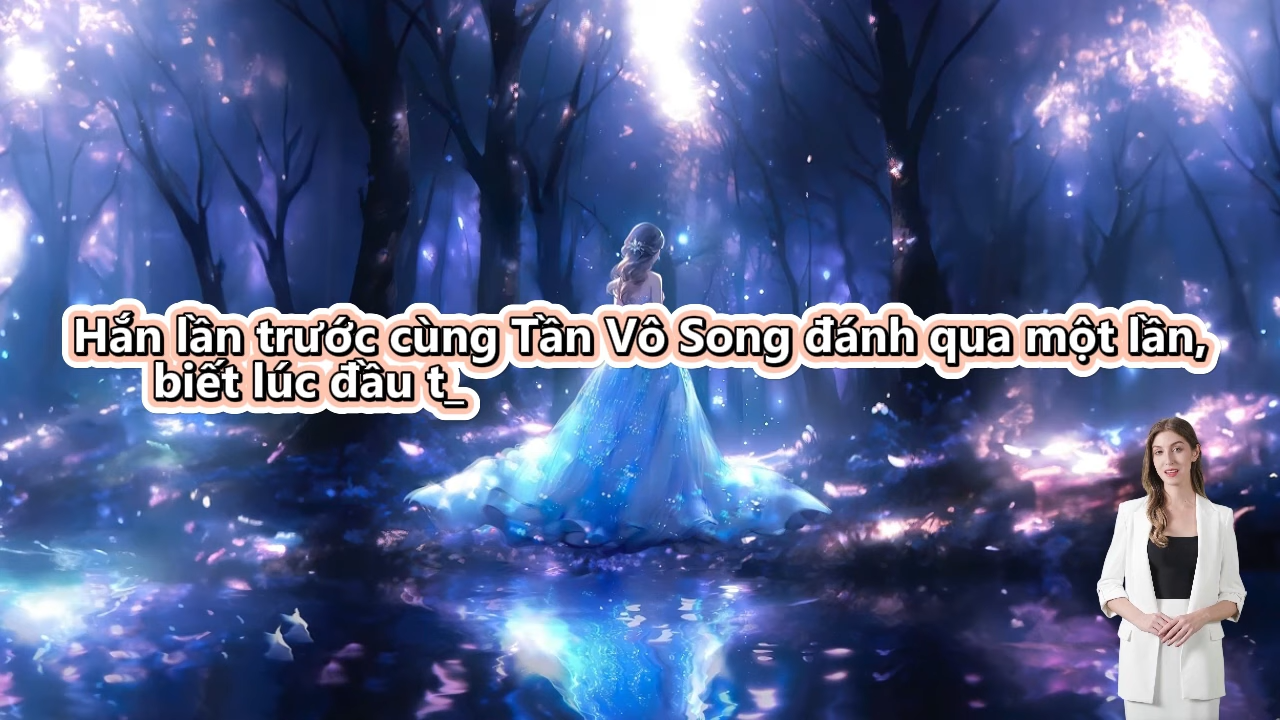 Hắn lần trước cùng Tần Vô Song đánh qua một lần,
biết lúc đầu t_